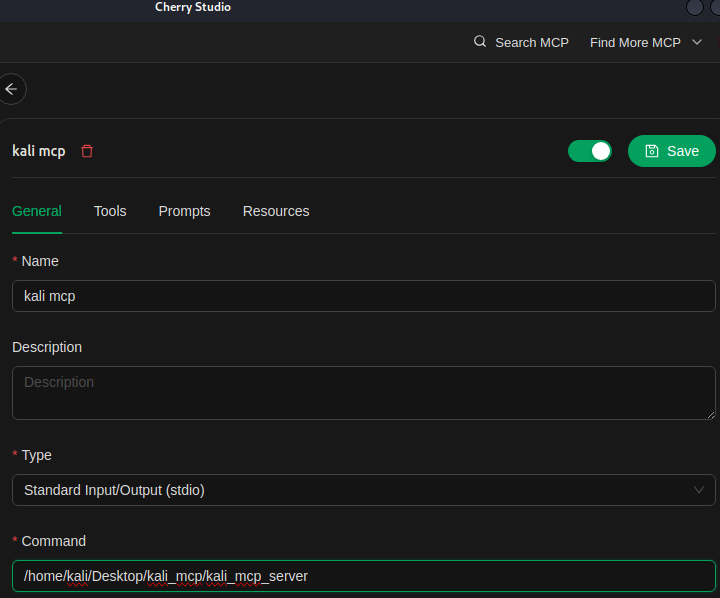 Cherry Studio
Search MCP Find More MCP
kali mcp Save
General Tools Prompts Resources
* Name
kali mcp
Description
Description
* Type
Standard Input/Output (stdio)
* Command
/home/kali/Desktop/kali_mcp/kali_mcp_server